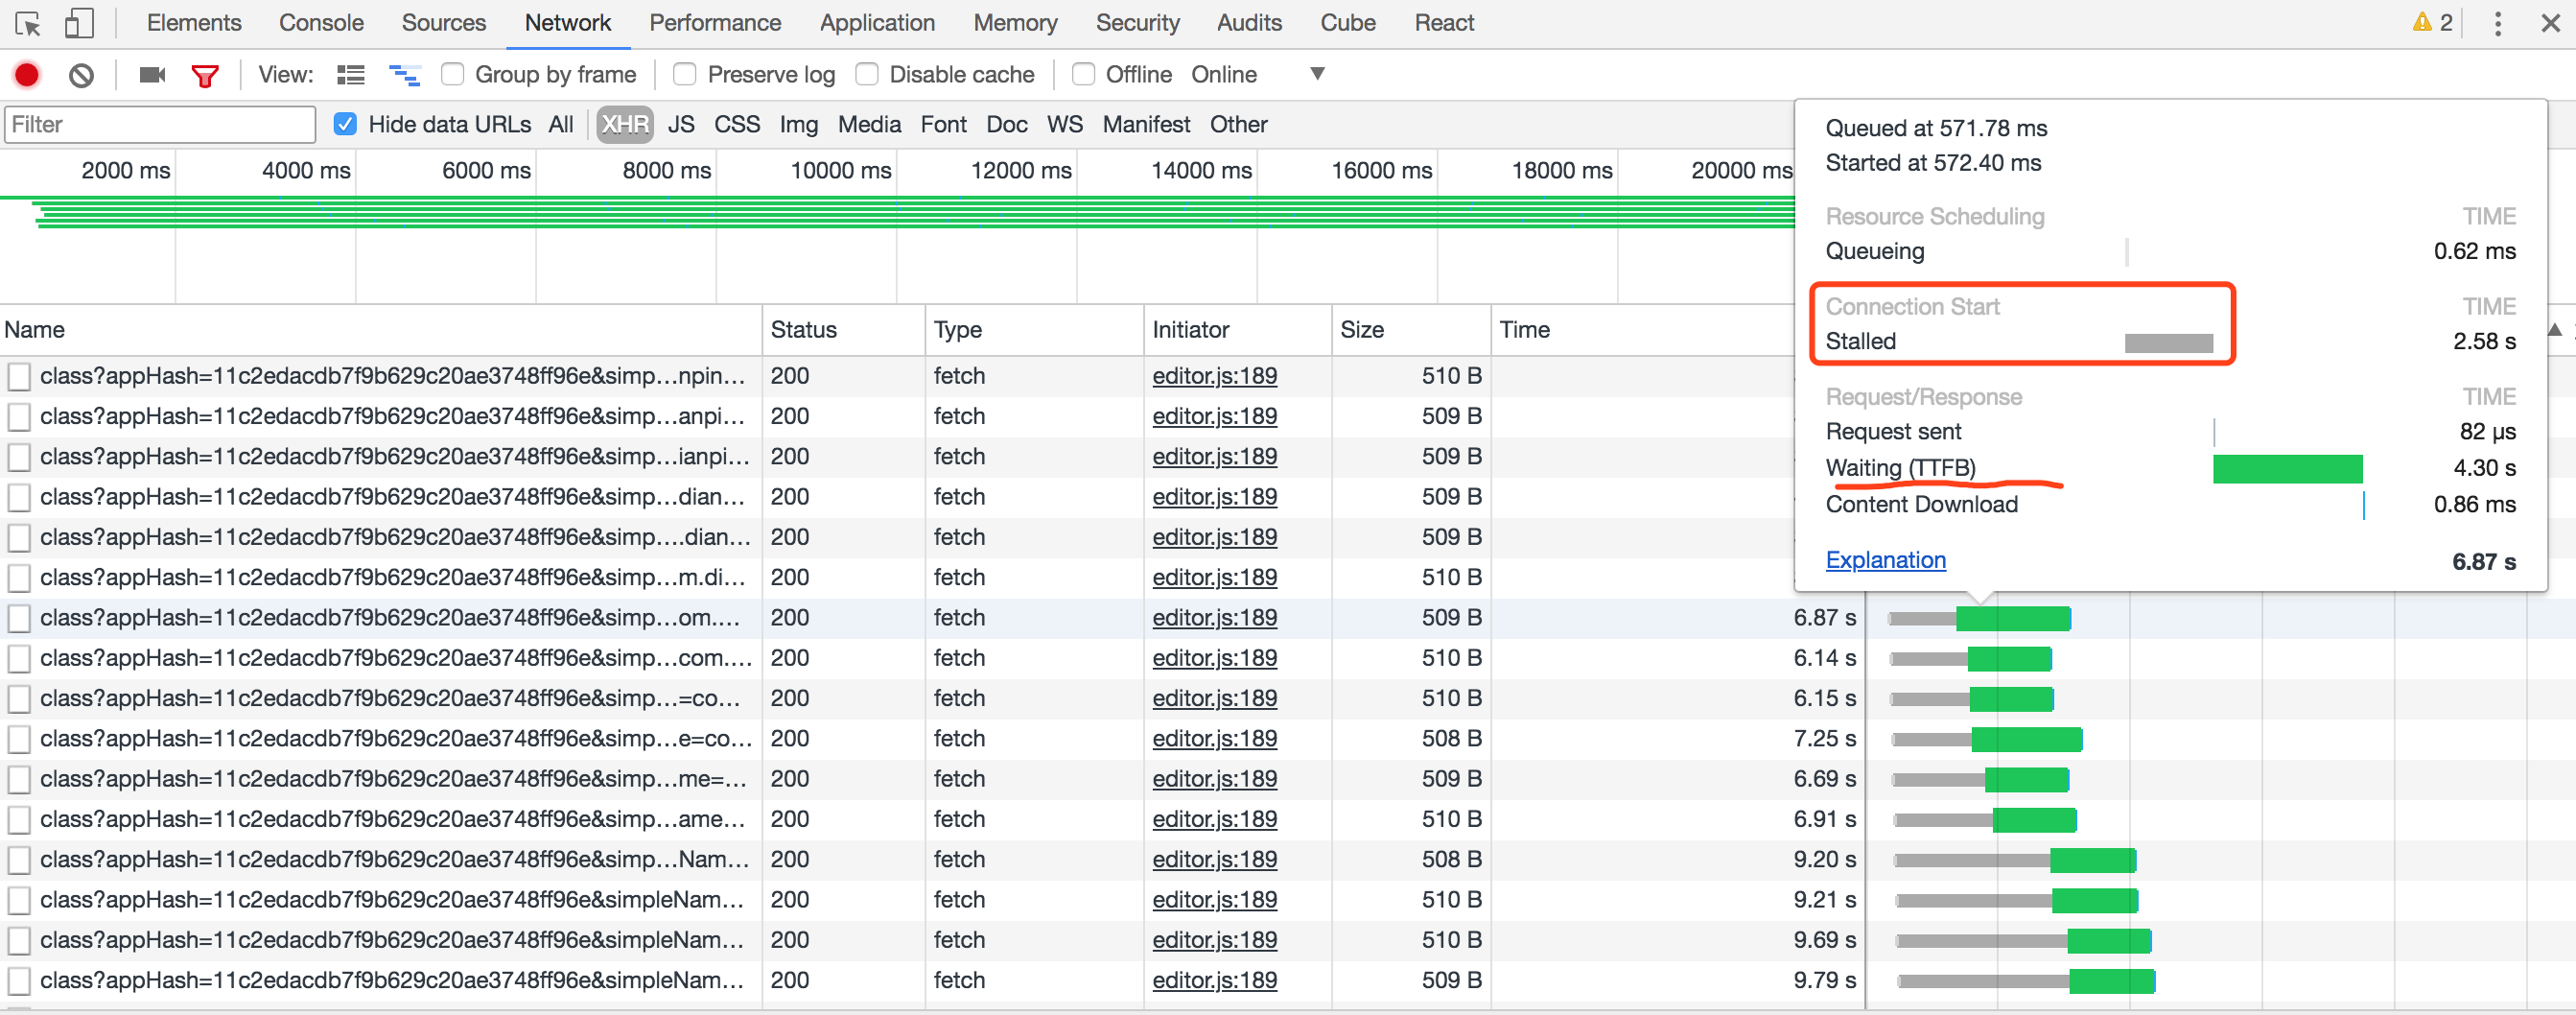 Elements Console Sources Network Performance Application Memory Security Audits Cube React 2
View: Group by frame Preserve log Disable cache Offline Online
Filter Hide data URLs All XHR JS CSS Img Media Font Doc WS Manifest Other
2000 ms 4000 ms 6000 ms 8000 ms 10000 ms 12000 ms 14000 ms 16000 ms 18000 ms 20000 ms
Queued at 571.78 ms
Started at 572.40 ms
Resource Scheduling TIME
Queueing 0.62 ms
Connection Start TIME
Stalled 2.58 s
Request/Response TIME
Request sent 82 µs
Waiting (TTFB) 4.30 s
Content Download 0.86 ms
Explanation 6.87 s
Name Status Type Initiator Size Time
class?appHash=11c2edacdb7f9b629c20ae3748ff96e&simp…npin… 200 fetch editor.js:189 510 B
class?appHash=11c2edacdb7f9b629c20ae3748ff96e&simp…anpi… 200 fetch editor.js:189 509 B
class?appHash=11c2edacdb7f9b629c20ae3748ff96e&simp…ianpi… 200 fetch editor.js:189 509 B
class?appHash=11c2edacdb7f9b629c20ae3748ff96e&simp…dian… 200 fetch editor.js:189 509 B
class?appHash=11c2edacdb7f9b629c20ae3748ff96e&simp….dian… 200 fetch editor.js:189 509 B
class?appHash=11c2edacdb7f9b629c20ae3748ff96e&simp…m.di… 200 fetch editor.js:189 510 B
class?appHash=11c2edacdb7f9b629c20ae3748ff96e&simp…om.… 200 fetch editor.js:189 509 B 6.87 s
class?appHash=11c2edacdb7f9b629c20ae3748ff96e&simp…com.… 200 fetch editor.js:189 510 B 6.14 s
class?appHash=11c2edacdb7f9b629c20ae3748ff96e&simp…=co… 200 fetch editor.js:189 510 B 6.15 s
class?appHash=11c2edacdb7f9b629c20ae3748ff96e&simp…e=co… 200 fetch editor.js:189 508 B 7.25 s
class?appHash=11c2edacdb7f9b629c20ae3748ff96e&simp…me=… 200 fetch editor.js:189 509 B 6.69 s
class?appHash=11c2edacdb7f9b629c20ae3748ff96e&simp…ame… 200 fetch editor.js:189 510 B 6.91 s
class?appHash=11c2edacdb7f9b629c20ae3748ff96e&simp…Nam… 200 fetch editor.js:189 508 B 9.20 s
class?appHash=11c2edacdb7f9b629c20ae3748ff96e&simpleNam… 200 fetch editor.js:189 510 B 9.21 s
class?appHash=11c2edacdb7f9b629c20ae3748ff96e&simpleNam… 200 fetch editor.js:189 510 B 9.69 s
class?appHash=11c2edacdb7f9b629c20ae3748ff96e&simpleNam… 200 fetch editor.js:189 509 B 9.79 s